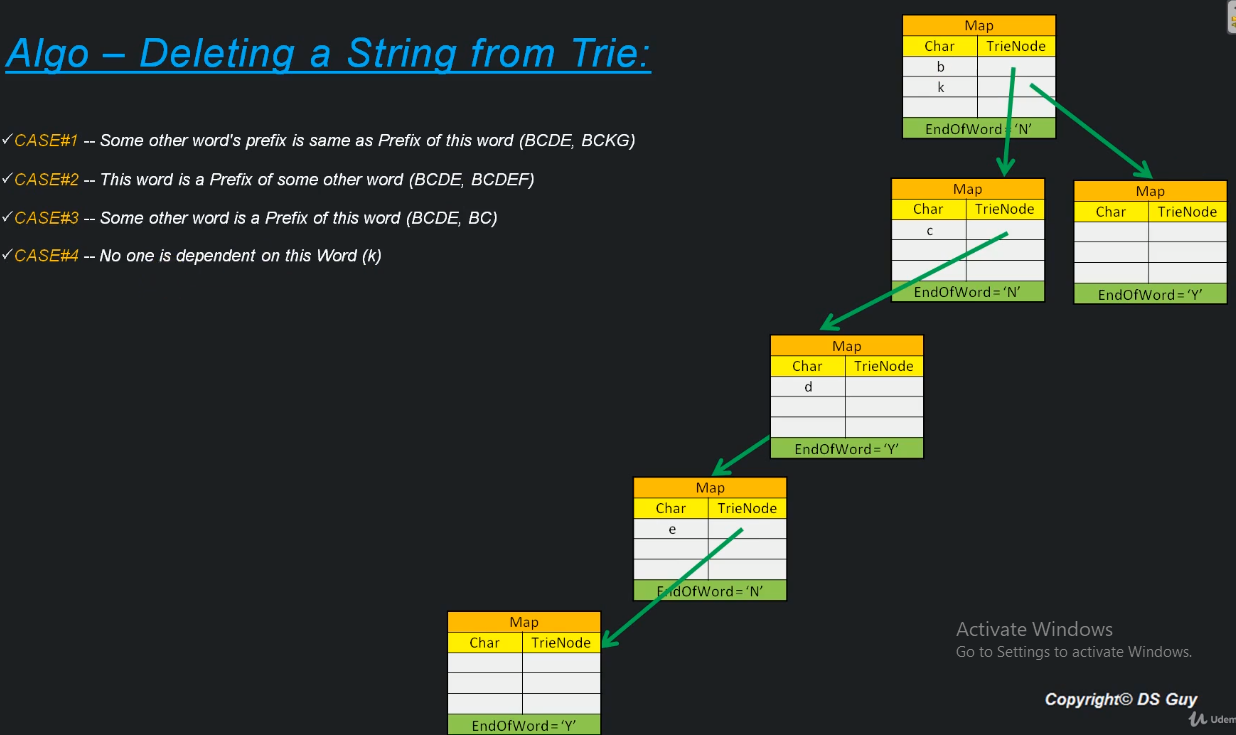 Algo – Deleting a String from Trie:
✓CASE#1 -- Some other word's prefix is same as Prefix of this word (BCDE, BCKG)
✓CASE#2 -- This word is a Prefix of some other word (BCDE, BCDEF)
✓CASE#3 -- Some other word is a Prefix of this word (BCDE, BC)
✓CASE#4 -- No one is dependent on this Word (k)
Map
Char TrieNode
b
k
EndOfWord= 'N'
Map
Char TrieNode
c
EndOfWord= 'N'
Map
Char TrieNode
EndOfWord= 'Y'
Map
Char TrieNode
d
EndOfWord= 'Y'
Map
Char TrieNode
e
EndOfWord= 'N'
Map
Char TrieNode
EndOfWord= 'Y'
Activate Windows
Go to Settings to activate Windows.
Copyright© DS Guy